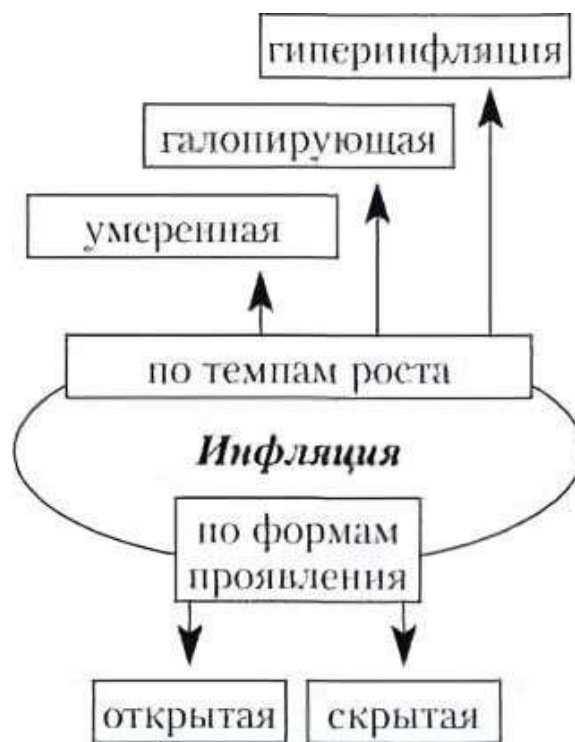 гиперинфляция
галопирующая
умеренная
по темпам роста
Инфляция
по формам
проявления
открытая
скрытая